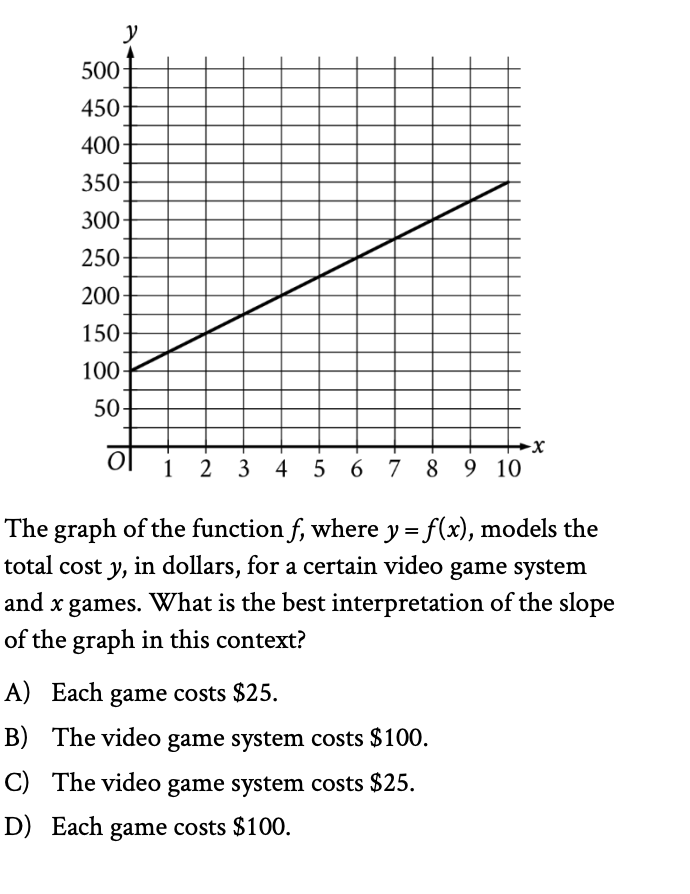 y
500
450
400
350
300
250
200
150
100
50
O 1 2 3 4 5 6 7 8 9 10 x
The graph of the function f, where y = f(x), models the
total cost y, in dollars, for a certain video game system
and x games. What is the best interpretation of the slope
of the graph in this context?
A) Each game costs $25.
B) The video game system costs $100.
C) The video game system costs $25.
D) Each game costs $100.